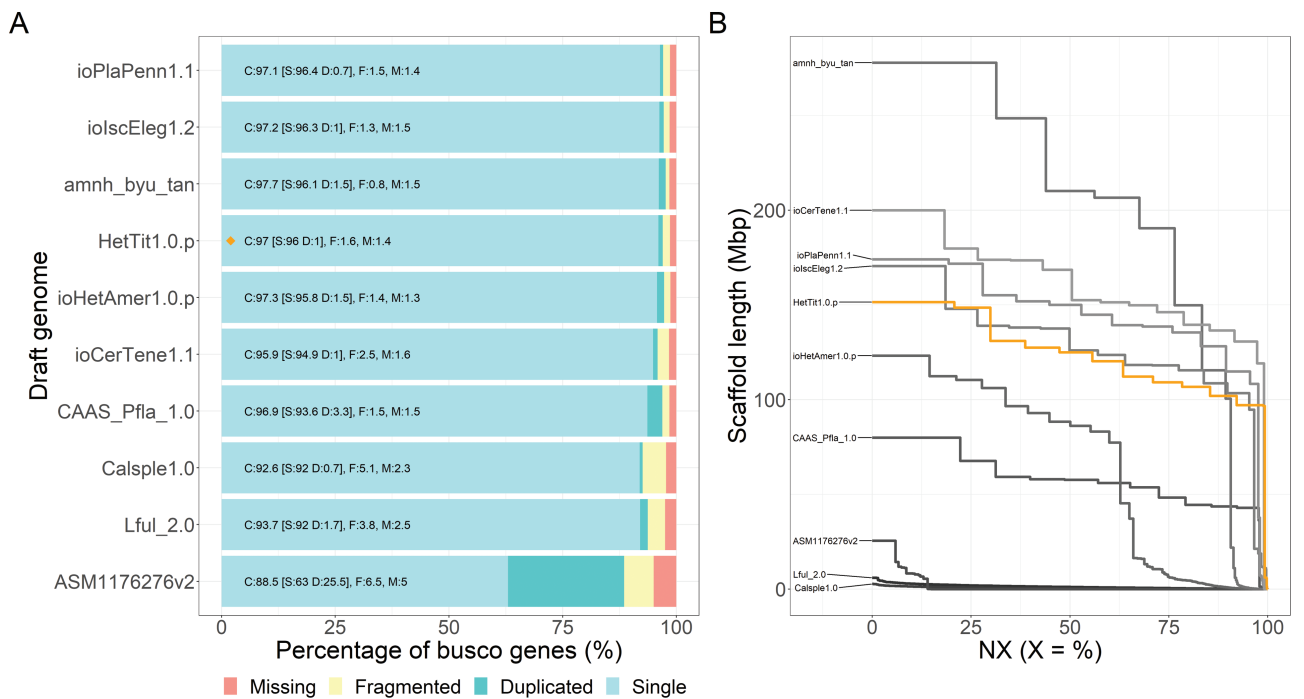 A
ioPlaPenn1.1
C:97.1 [S:96.4 D:0.7], F:1.5, M:1.4
ioIscEleg1.2
C:97.2 [S:96.3 D:1], F:1.3, M:1.5
amnh_byu_tan
C:97.7 [S:96.1 D:1.5], F:0.8, M:1.5
HetTit1.0.p
C:97 [S:96 D:1], F:1.6, M:1.4
ioHetAmer1.0.p
C:97.3 [S:95.8 D:1.5], F:1.4, M:1.3
ioCerTene1.1
C:95.9 [S:94.9 D:1], F:2.5, M:1.6
CAAS_Pfla_1.0
C:96.9 [S:93.6 D:3.3], F:1.5, M:1.5
Calsple1.0
C:92.6 [S:92 D:0.7], F:5.1, M:2.3
Lful_2.0
C:93.7 [S:92 D:1.7], F:3.8, M:2.5
ASM1176276v2
C:88.5 [S:63 D:25.5], F:6.5, M:5
Draft genome
0 25 50 75 100
Percentage of busco genes (%)
Missing Fragmented Duplicated Single
B
amnh_byu_tan
ioCerTene1.1
ioPlaPenn1.1
ioIscEleg1.2
HetTit1.0.p
ioHetAmer1.0.p
CAAS_Pfla_1.0
ASM1176276v2
Lful_2.0
Calsple1.0
Scaffold length (Mbp)
200
100
0
0 25 50 75 100
NX (X = %)